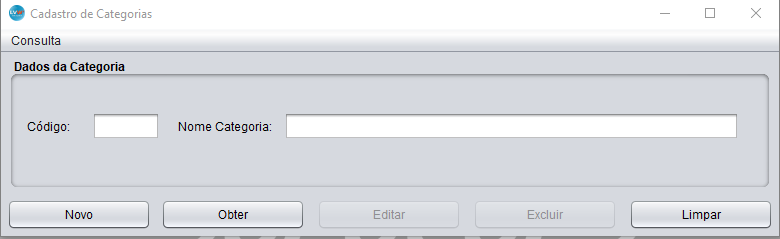 Cadastro de Categorias
Consulta
Dados da Categoria
Código: Nome Categoria:
Novo Obter Editar Excluir Limpar